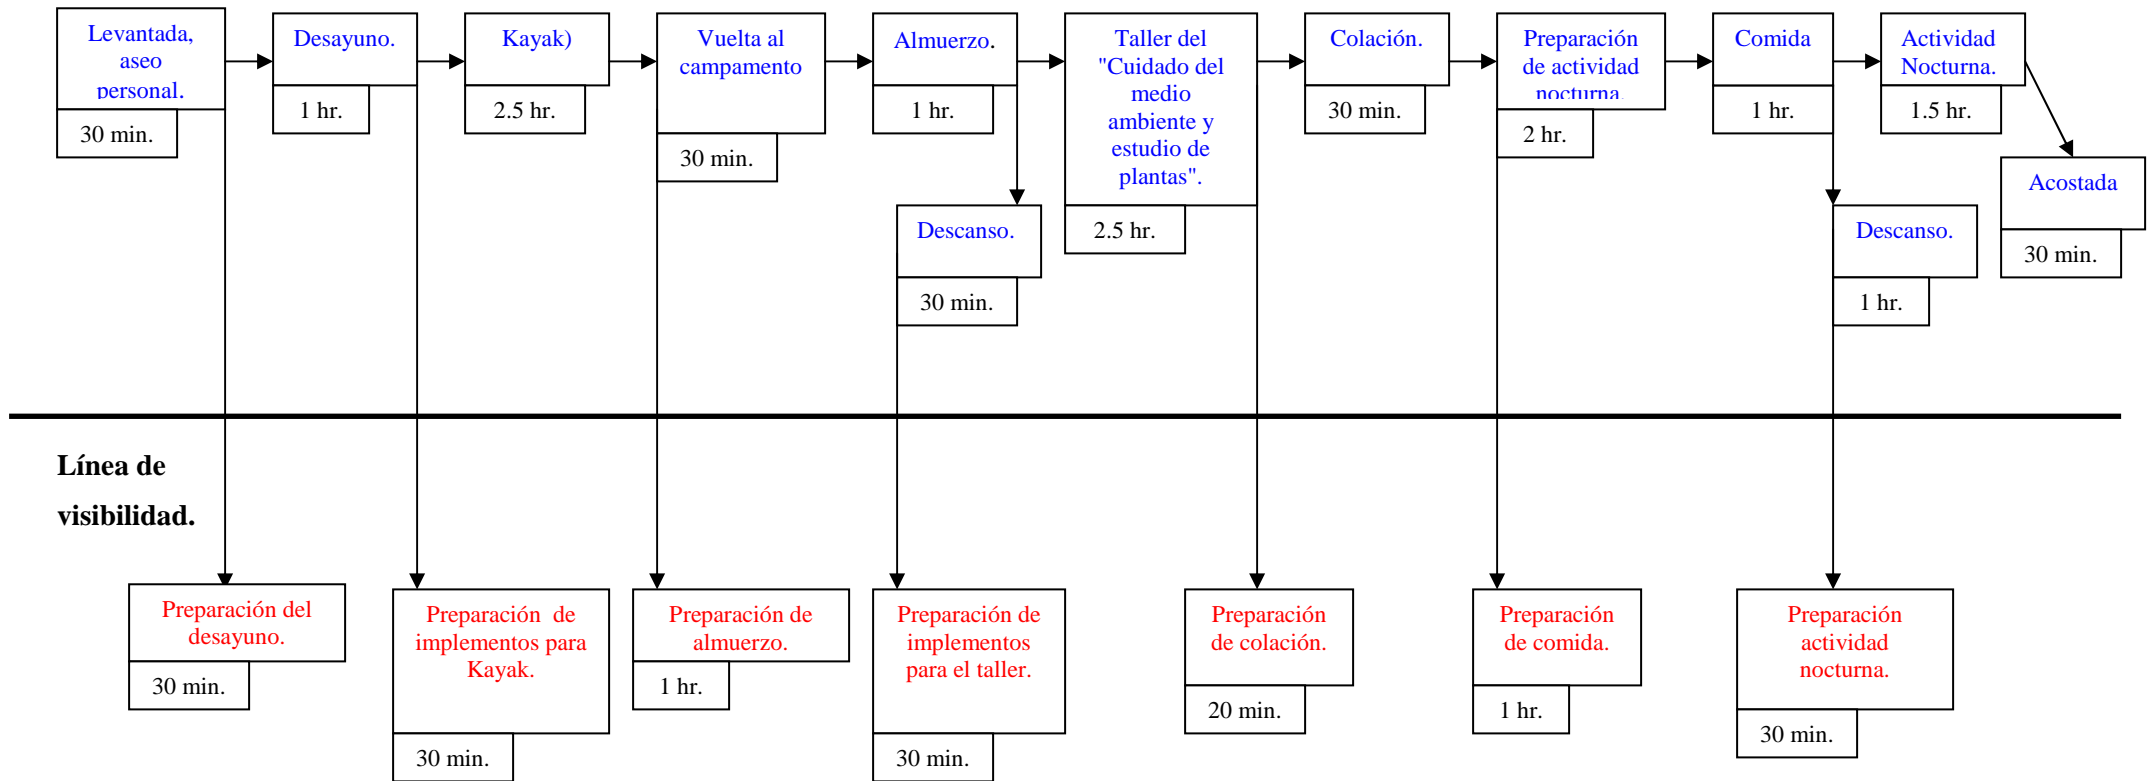 Levantada,
aseo
personal.
30 min.
Desayuno.
1 hr.
Kayak)
2.5 hr.
Vuelta al
campamento
30 min.
Almuerzo.
1 hr.
Descanso.
30 min.
Taller del
"Cuidado del
medio
ambiente y
estudio de
plantas".
2.5 hr.
Colación.
30 min.
Preparación
de actividad
nocturna.
2 hr.
Comida
1 hr.
Descanso.
1 hr.
Actividad
Nocturna.
1.5 hr.
Acostada
30 min.
Línea de
visibilidad.
Preparación del
desayuno.
30 min.
Preparación de
implementos para
Kayak.
30 min.
Preparación de
almuerzo.
1 hr.
Preparación de
implementos
para el taller.
30 min.
Preparación
de colación.
20 min.
Preparación
de comida.
1 hr.
Preparación
actividad
nocturna.
30 min.